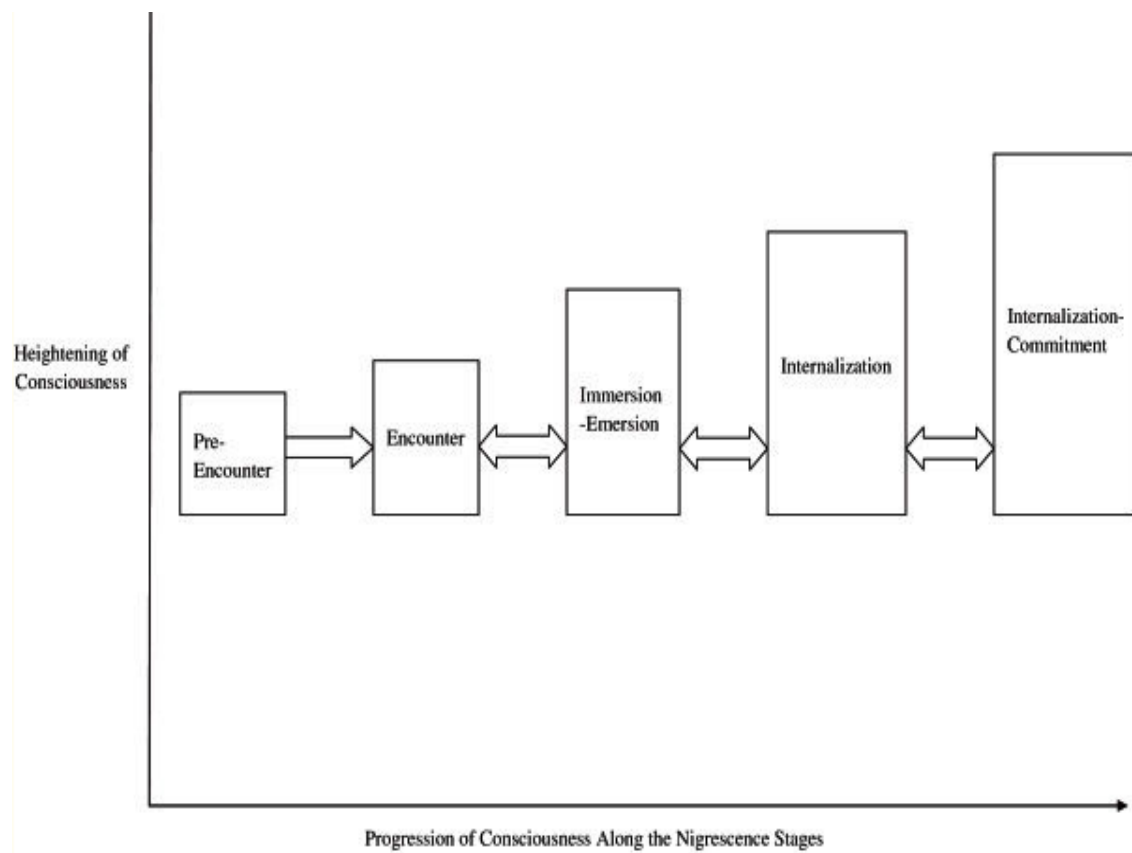 Heightening of
Consciousness
Pre-
Encounter
Encounter
Immersion
-Emersion
Internalization
Internalization-
Commitment
Progression of Consciousness Along the Nigrescence Stages